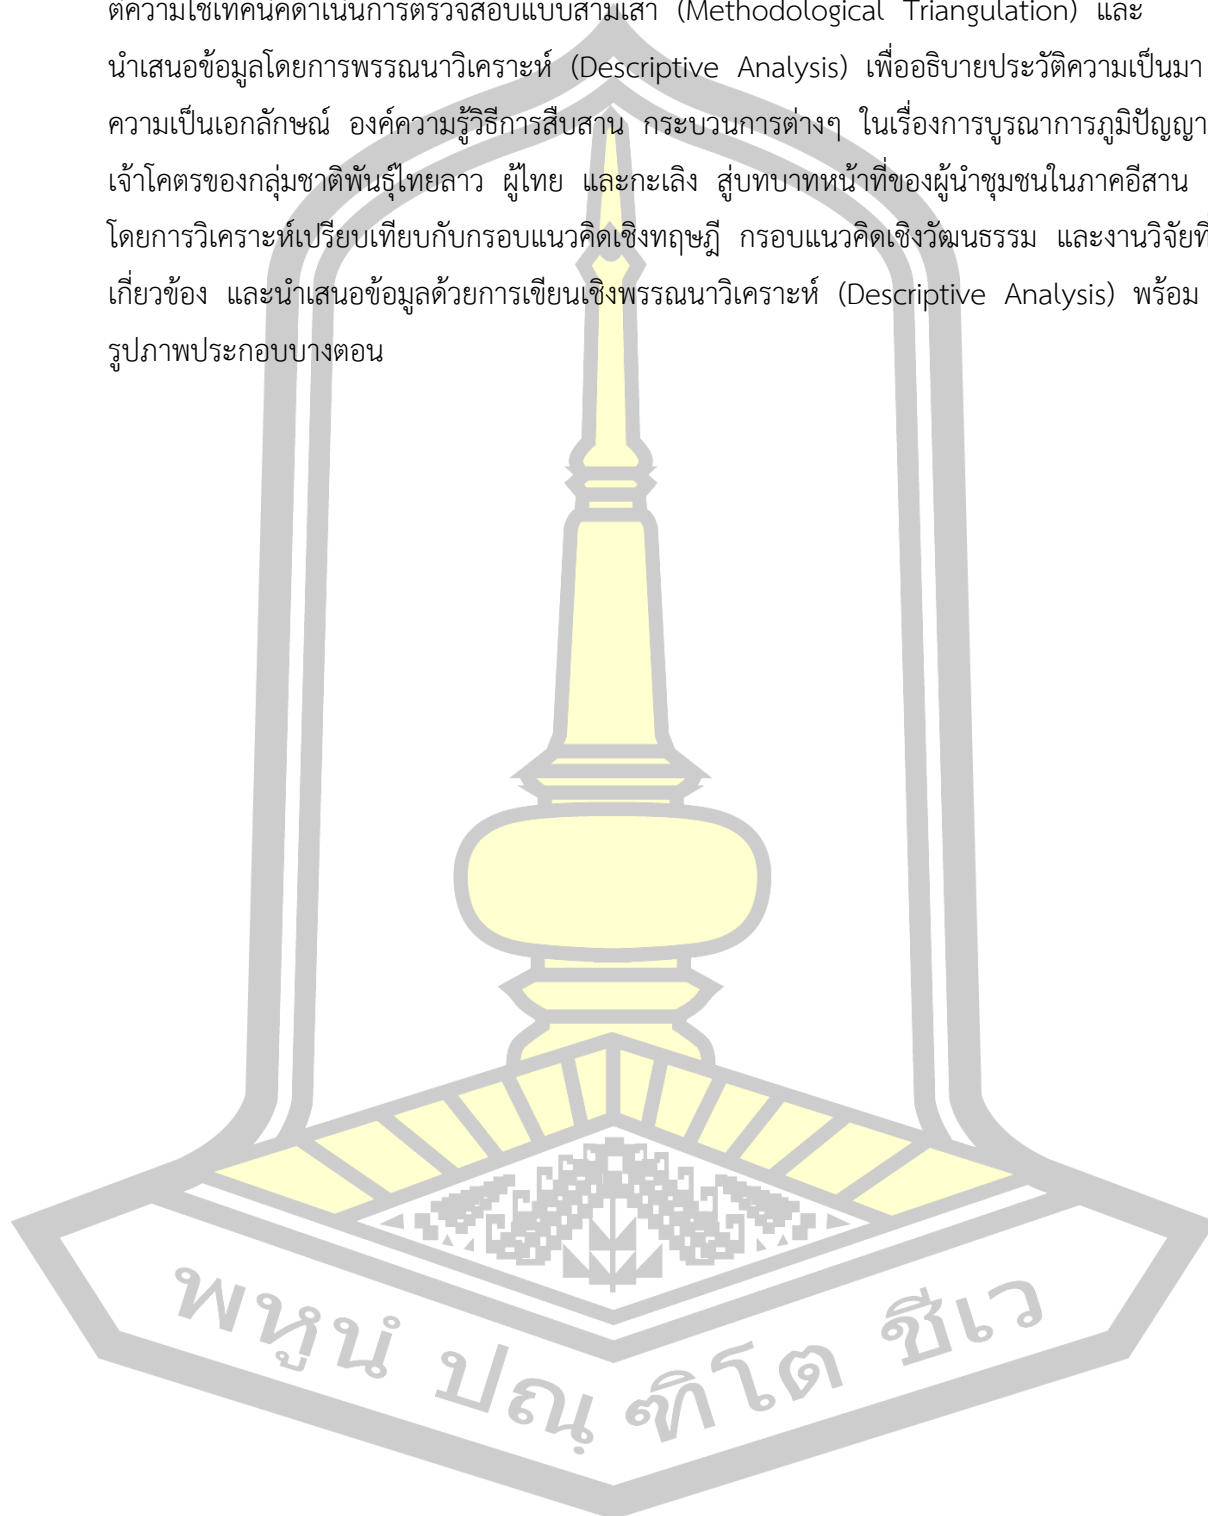 ตีความใช้เทคนิคดำเนินการตรวจสอบแบบสามเส้า (Methodological Triangulation) และ
นำเสนอข้อมูลโดยการพรรณนาวิเคราะห์ (Descriptive Analysis) เพื่ออธิบายประวัติความเป็นมา
ความเป็นเอกลักษณ์ องค์ความรู้วิธีการสืบสาน กระบวนการต่างๆ ในเรื่องการบูรณาการภูมิปัญญา
เจ้าโคตรของกลุ่มชาติพันธุ์ไทยลาว ผู้ไทย และกะเลิง สู่บทบาทหน้าที่ของผู้นำชุมชนในภาคอีสาน
โดยการวิเคราะห์เปรียบเทียบกับกรอบแนวคิดเชิงทฤษฎี กรอบแนวคิดเชิงวัฒนธรรม และงานวิจัยที่
เกี่ยวข้อง และนำเสนอข้อมูลด้วยการเขียนเชิงพรรณนาวิเคราะห์ (Descriptive Analysis) พร้อม
รูปภาพประกอบบางตอน
พหูนํ ปณฺฑิโต ชีเว